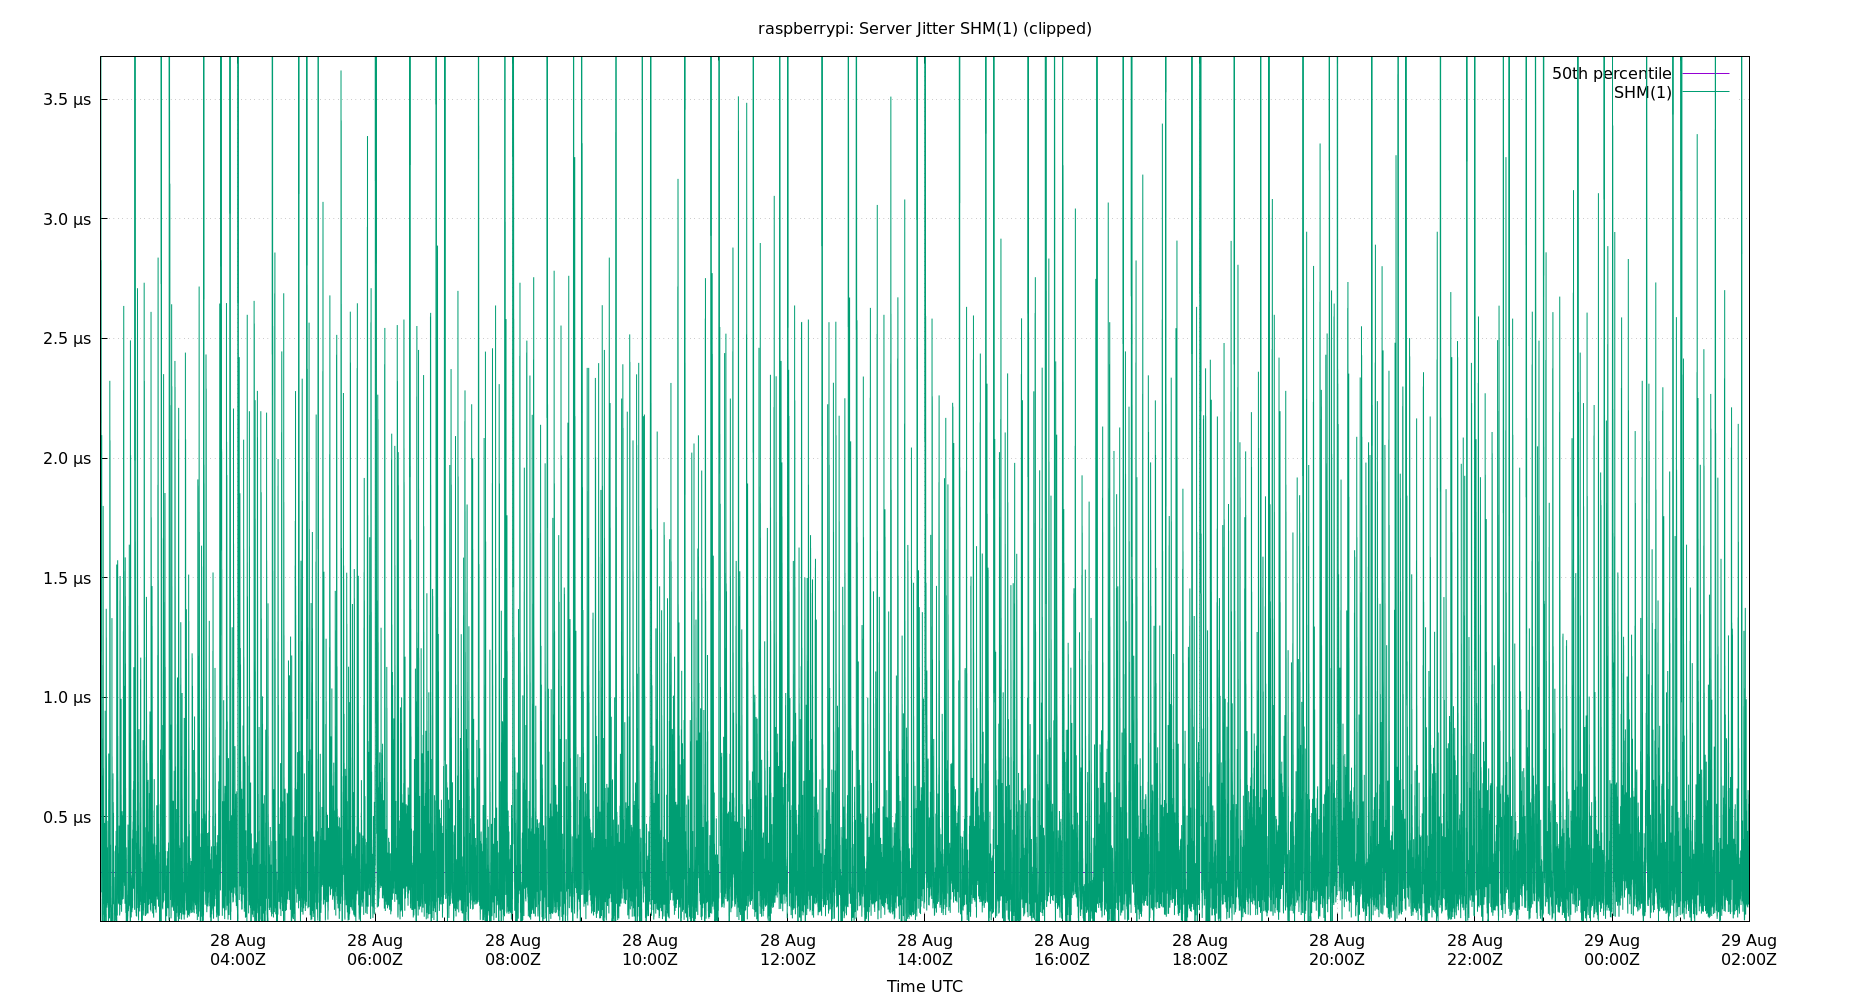 raspberrypi: Server Jitter SHM(1) (clipped)
50th percentile
SHM(1)
3.5 µs
3.0 µs
2.5 µs
2.0 µs
1.5 µs
1.0 µs
0.5 µs
28 Aug 28 Aug 28 Aug 28 Aug 28 Aug 28 Aug 28 Aug 28 Aug 28 Aug 28 Aug 29 Aug 29 Aug
04:00Z 06:00Z 08:00Z 10:00Z 12:00Z 14:00Z 16:00Z 18:00Z 20:00Z 22:00Z 00:00Z 02:00Z
Time UTC